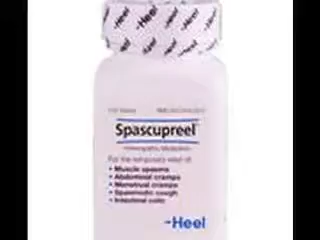 -Heel
Spascupreel
Homeopathic Medication
For the temporary relief of:
• Muscle spasms
• Abdominal cramps
• Menstrual cramps
• Spasmodic cough
• Intestinal colic
-Heel